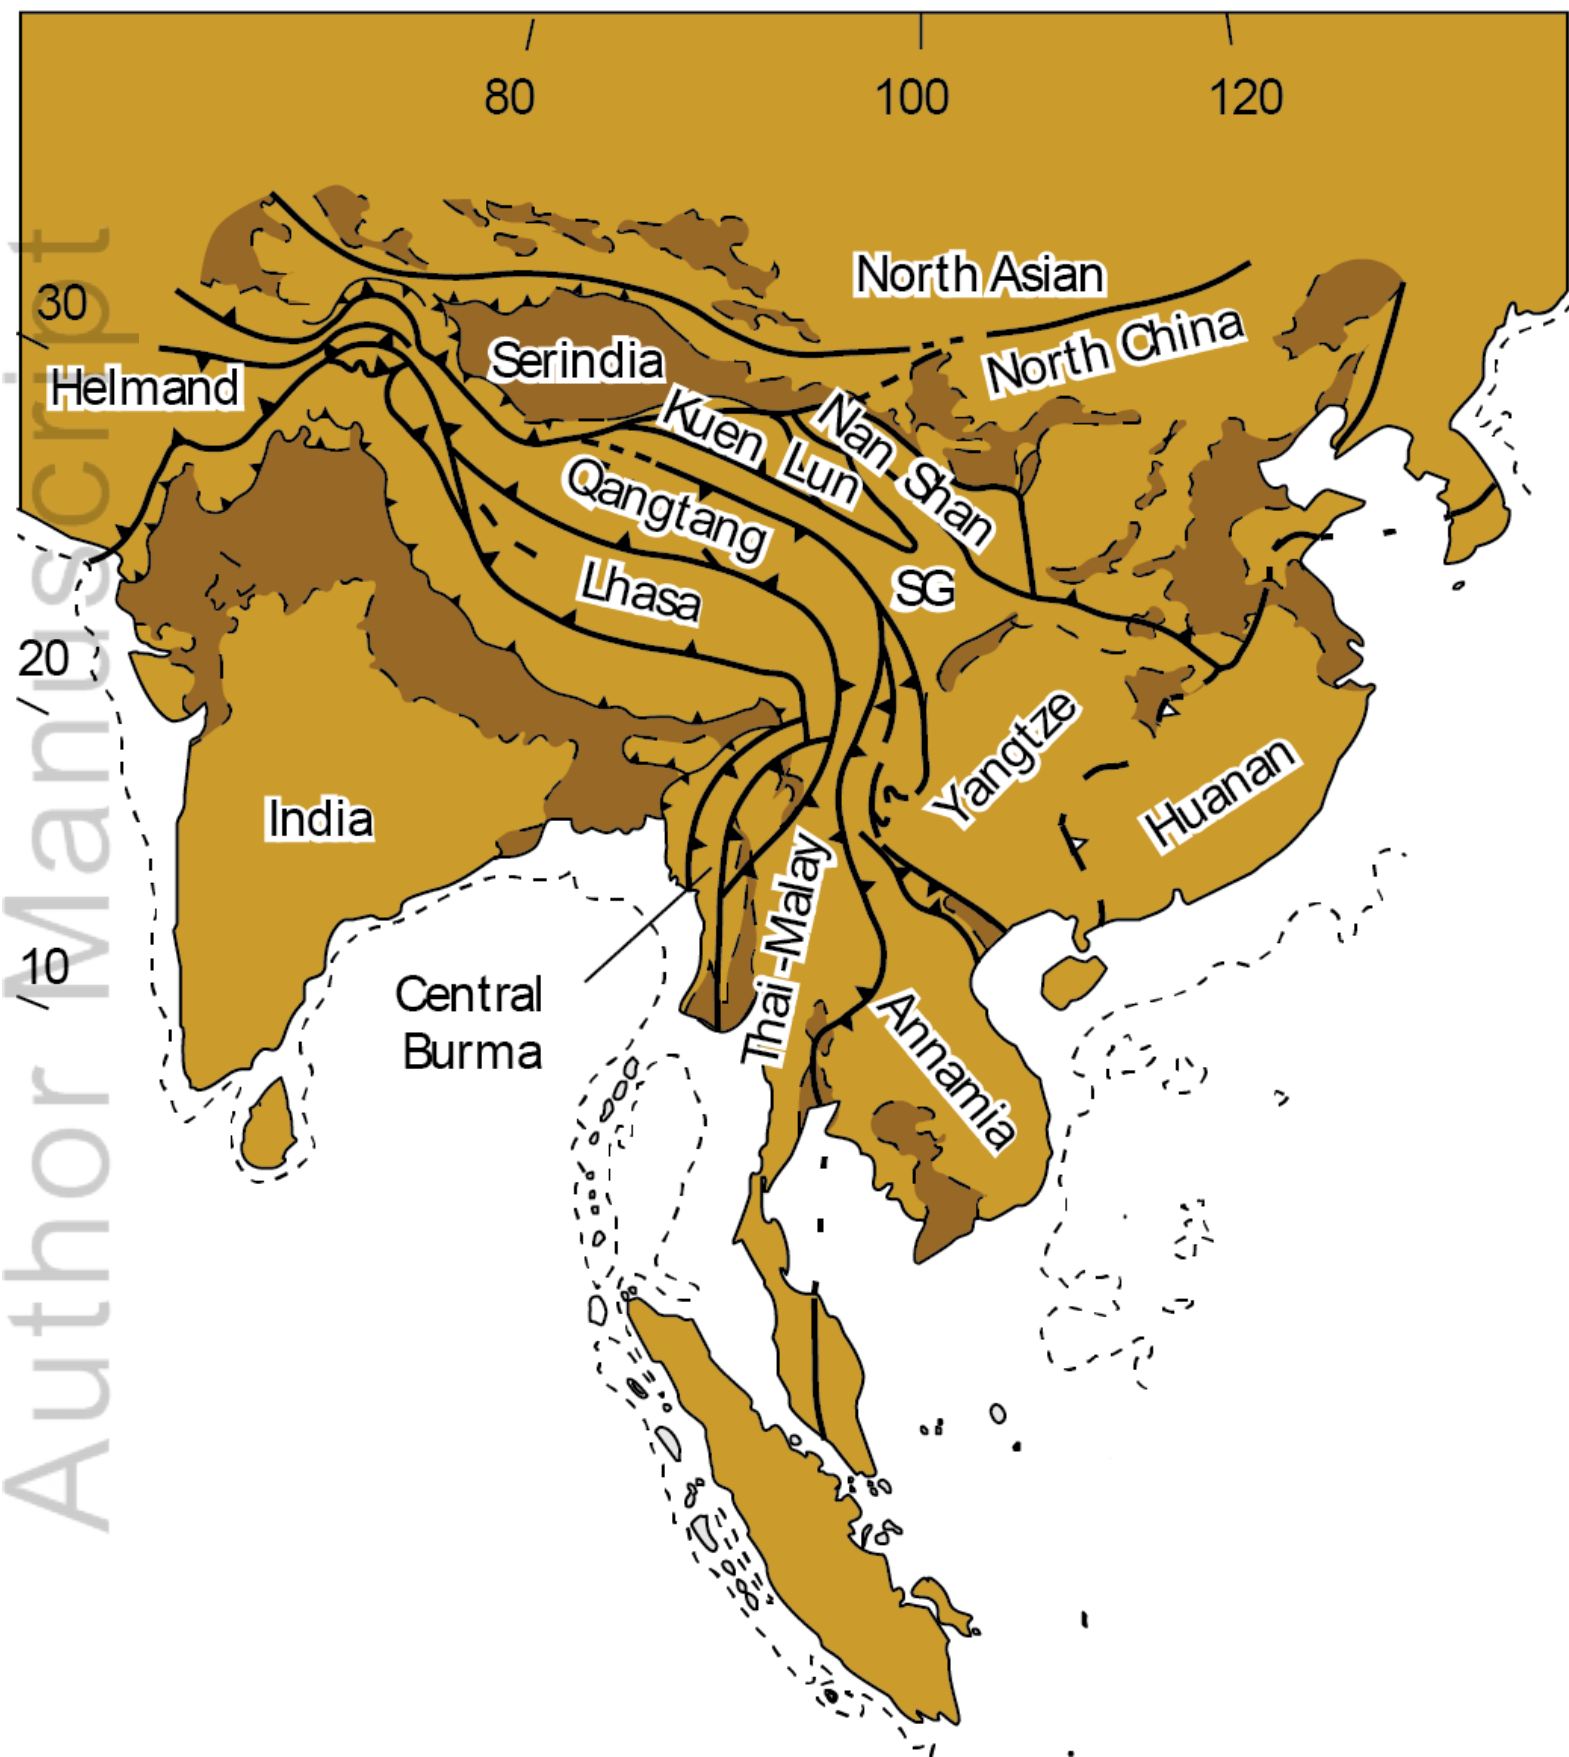 80
100
120
North Asian
30
North China
Serindia
Helmand
Kuen Lun
Nan Shan
Qangtang
SG
Lhasa
20
Yangtze
Huanan
India
Thai-Malay
10
Central
Burma
Annamia
Author Manuscript